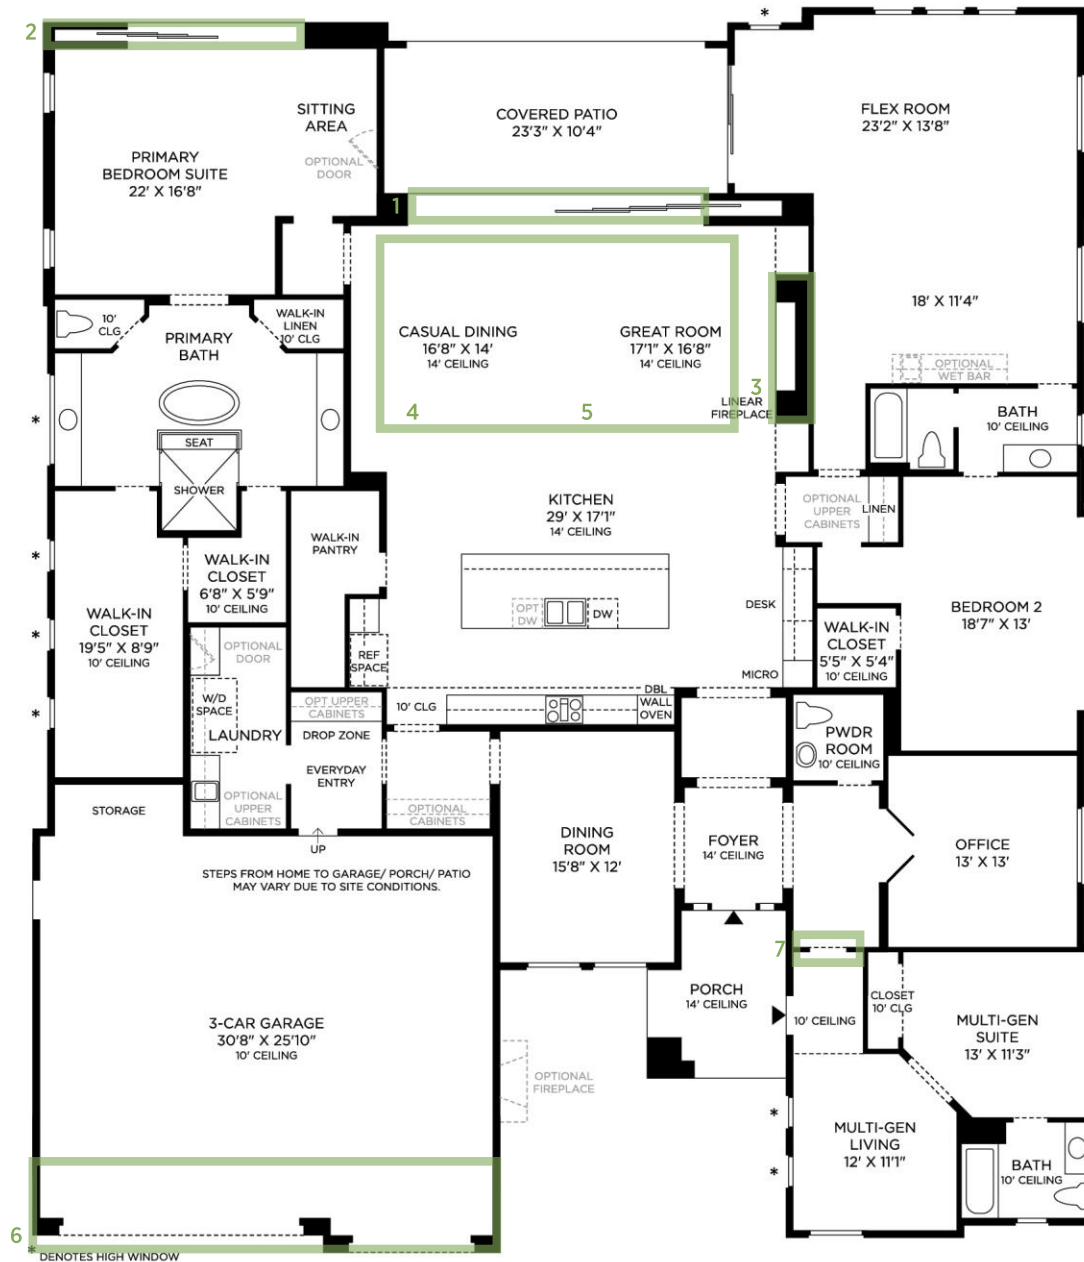 *
2
SITTING
AREA
OPTIONAL
DOOR
PRIMARY
BEDROOM SUITE
22' X 16'8"
COVERED PATIO
23'3" X 10'4"
FLEX ROOM
23'2" X 13'8"
1
18' X 11'4"
OPTIONAL
WET BAR
10'
CLG
PRIMARY
BATH
WALK-IN
LINEN
10' CLG
CASUAL DINING
16'8" X 14'
14' CEILING
GREAT ROOM
17'1" X 16'8"
14' CEILING
3
LINEAR
FIREPLACE
4
5
BATH
10' CEILING
*
SEAT
SHOWER
KITCHEN
29' X 17'1"
14' CEILING
OPTIONAL
UPPER
CABINETS
LINEN
WALK-IN
PANTRY
*
WALK-IN
CLOSET
6'8" X 5'9"
10' CEILING
WALK-IN
CLOSET
19'5" X 8'9"
10' CEILING
*
*
OPT
DW
DW
DESK
BEDROOM 2
18'7" X 13'
WALK-IN
CLOSET
5'5" X 5'4"
10' CEILING
OPTIONAL
DOOR
REF
SPACE
MICRO
W/D
SPACE
LAUNDRY
OPT UPPER
CABINETS
10' CLG
DBL
WALL
OVEN
DROP ZONE
PWDR
ROOM
10' CEILING
EVERYDAY
ENTRY
OPTIONAL
UPPER
CABINETS
OPTIONAL
CABINETS
STORAGE
UP
DINING
ROOM
15'8" X 12'
FOYER
14' CEILING
OFFICE
13' X 13'
STEPS FROM HOME TO GARAGE/ PORCH/ PATIO
MAY VARY DUE TO SITE CONDITIONS.
7
PORCH
14' CEILING
10' CEILING
CLOSET
10' CLG
MULTI-GEN
SUITE
13' X 11'3"
3-CAR GARAGE
30'8" X 25'10"
10' CEILING
OPTIONAL
FIREPLACE
*
*
MULTI-GEN
LIVING
12' X 11'1"
BATH
10' CEILING
6
* DENOTES HIGH WINDOW